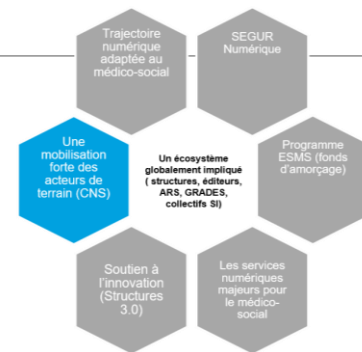 Trajectoire
numérique
adaptée au
médico-social
SEGUR
Numérique
Une
mobilisation
forte des
acteurs de
terrain (CNS)
Un écosystème
globalement impliqué
( structures, éditeurs,
ARS, GRADES,
collectifs SI)
Programme
ESMS (fonds
d'amorçage)
Soutien à
l'innovation
(Structures
3.0)
Les services
numériques
majeurs pour
le médico-
social